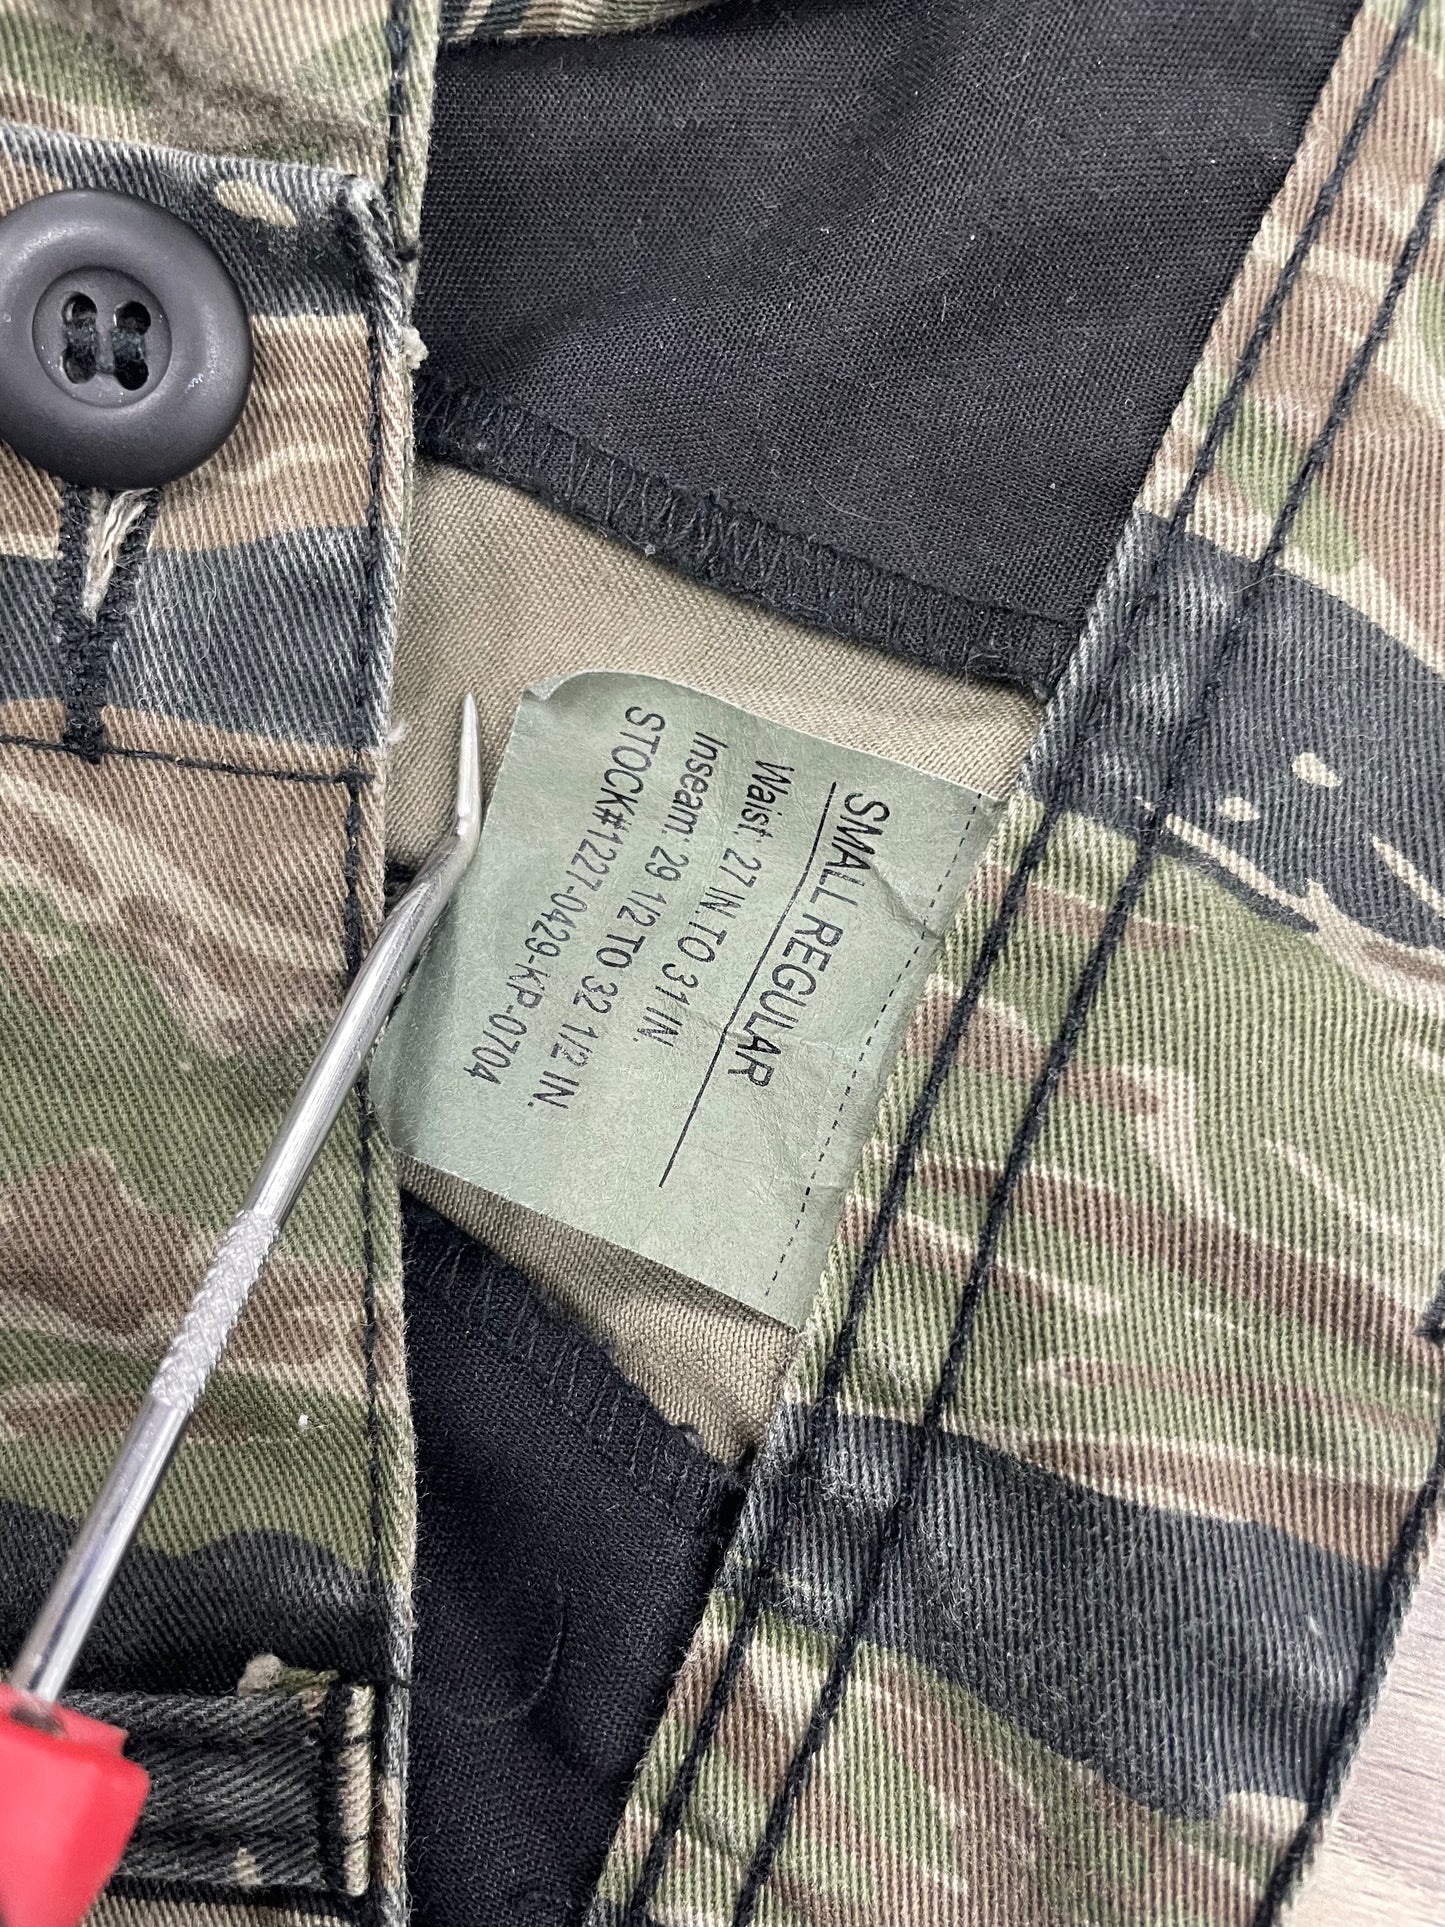 SMALL REGULAR
Waist: 27 IN.TO 31 IN.
Inseam: 29 1/2 TO 32 1/2 IN.
STOCK#1227-0429-KP-0704